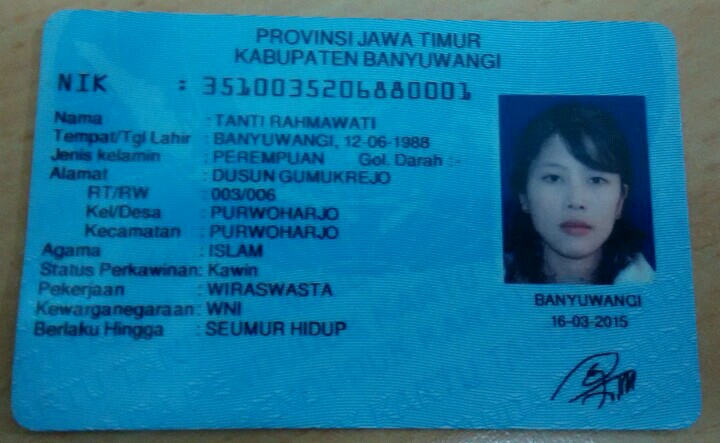 PROVINSI JAWA TIMUR
KABUPATEN BANYUWANGI
NIK : 3510035206880001
Nama : TANTI RAHMAWATI
Tempat/Tgl Lahir : BANYUWANGI, 12-06-1988
Jenis kelamin : PEREMPUAN Gol. Darah :-
Alamat : DUSUN GUMUKREJO
RT/RW : 003/006
Kel/Desa : PURWOHARJO
Kecamatan : PURWOHARJO
Agama : ISLAM
Status Perkawinan: Kawin
Pekerjaan : WIRASWASTA
Kewarganegaraan : WNI
Berlaku Hingga : SEUMUR HIDUP
BANYUWANGI
16-03-2015